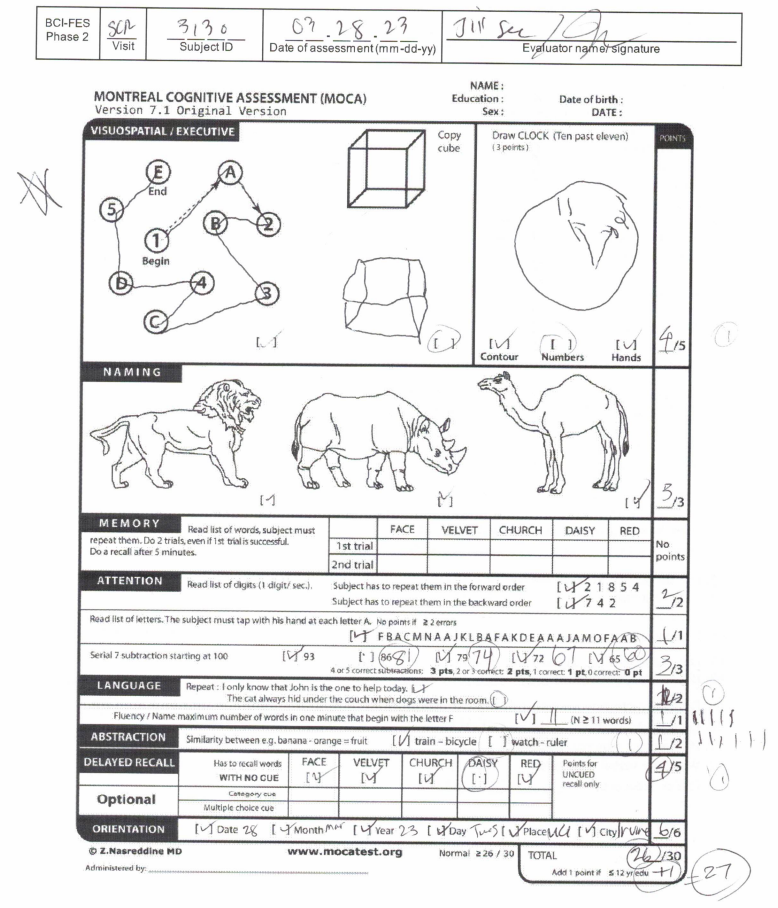 BCI-FES Phase 2
SCR Visit
3130 Subject ID
03.28.23 Date of assessment (mm-dd-yy)
Jill See Evaluator name/signature
NAME :
MONTREAL COGNITIVE ASSESSMENT (MOCA)
Education : Date of birth :
Version 7.1 Original Version
Sex : DATE :
VISUOSPATIAL / EXECUTIVE
Copy cube
Draw CLOCK (Ten past eleven)
(3 points)
POINTS
E
End
A
5
B
2
1
Begin
D
4
3
C
[✓]
[ ]
[✓] [ ] [✓]
Contour Numbers Hands
4/5
1
NAMING
[✓] [✓] [✓]
3/3
MEMORY
Read list of words, subject must repeat them. Do 2 trials, even if 1st trial is successful. Do a recall after 5 minutes.
FACE VELVET CHURCH DAISY RED
1st trial
2nd trial
No points
ATTENTION
Read list of digits (1 digit/ sec.). Subject has to repeat them in the forward order [✓] 2 1 8 5 4
Subject has to repeat them in the backward order [✓] 7 4 2
2/2
Read list of letters. The subject must tap with his hand at each letter A. No points if ≥ 2 errors
[✓] F B A C M N A A J K L B A F A K D E A A A J A M O F A A B 1/1
Serial 7 subtraction starting at 100 [✓] 93 [ ] 86 81 [✓] 79 74 [✓] 72 67 [✓] 65 60
4 or 5 correct subtractions: 3 pts, 2 or 3 correct: 2 pts, 1 correct: 1 pt, 0 correct: 0 pt
3/3
LANGUAGE
Repeat : I only know that John is the one to help today. [✓]
The cat always hid under the couch when dogs were in the room. [ ]
/2 1
Fluency / Name maximum number of words in one minute that begin with the letter F [✓] 11 (N ≥ 11 words) 1/1
ABSTRACTION
Similarity between e.g. banana - orange = fruit [✓] train – bicycle [ ] watch - ruler 1 1/2
DELAYED RECALL
Has to recall words WITH NO CUE
FACE VELVET CHURCH DAISY RED
[✓] [✓] [✓] [ ] [✓]
Points for UNCUED recall only
4/5
1
Optional
Category cue
Multiple choice cue
ORIENTATION
[✓] Date 28 [✓] Month Mar [✓] Year 23 [✓] Day Tues [✓] Place UCI [✓] City Irvine 6/6
© Z.Nasreddine MD www.mocatest.org Normal ≥ 26 / 30 TOTAL 26/30
Administered by:
Add 1 point if ≤ 12 yr edu +1 = 27